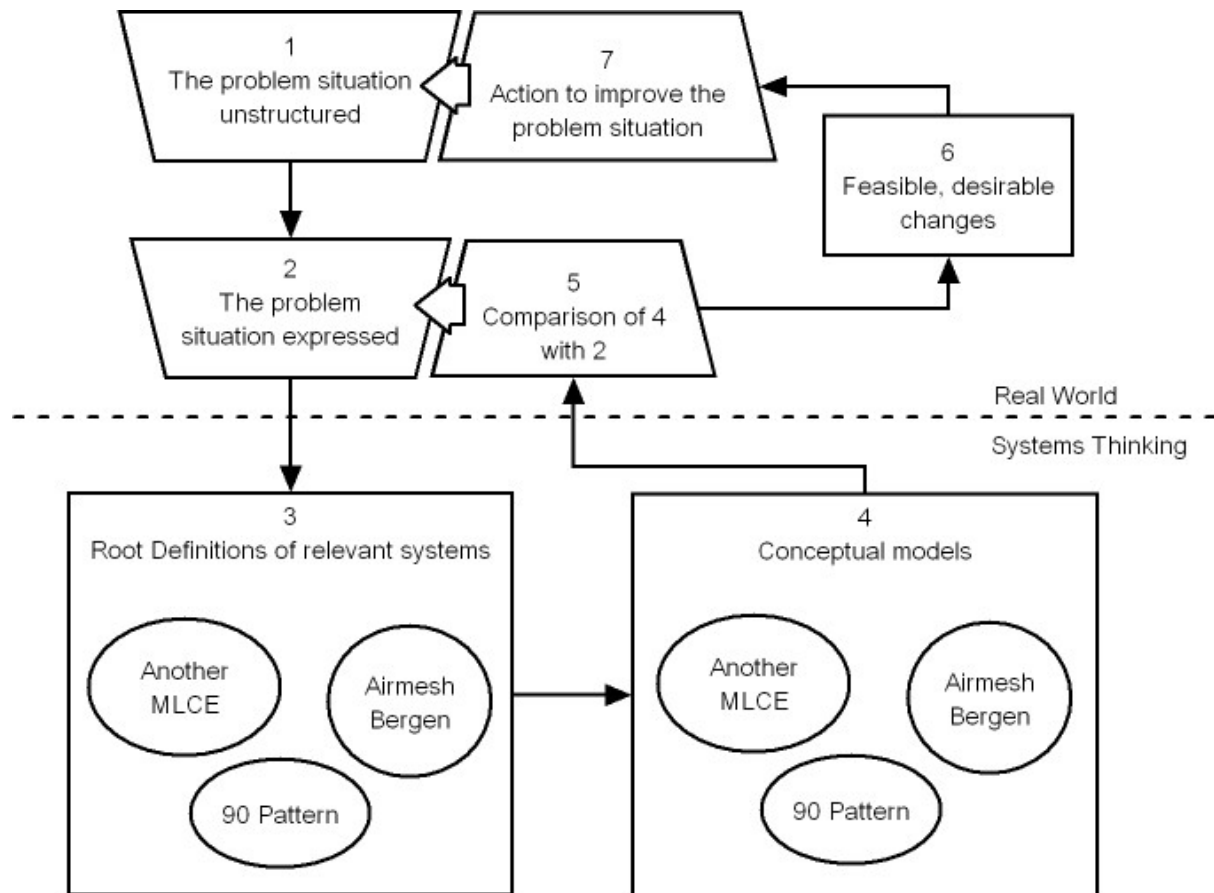 1
The problem situation
unstructured
7
Action to improve the
problem situation
6
Feasible, desirable
changes
2
The problem
situation expressed
5
Comparison of 4
with 2
Real World
Systems Thinking
3
Root Definitions of relevant systems
Another
MLCE
Airmesh
Bergen
90 Pattern
4
Conceptual models
Another
MLCE
Airmesh
Bergen
90 Pattern